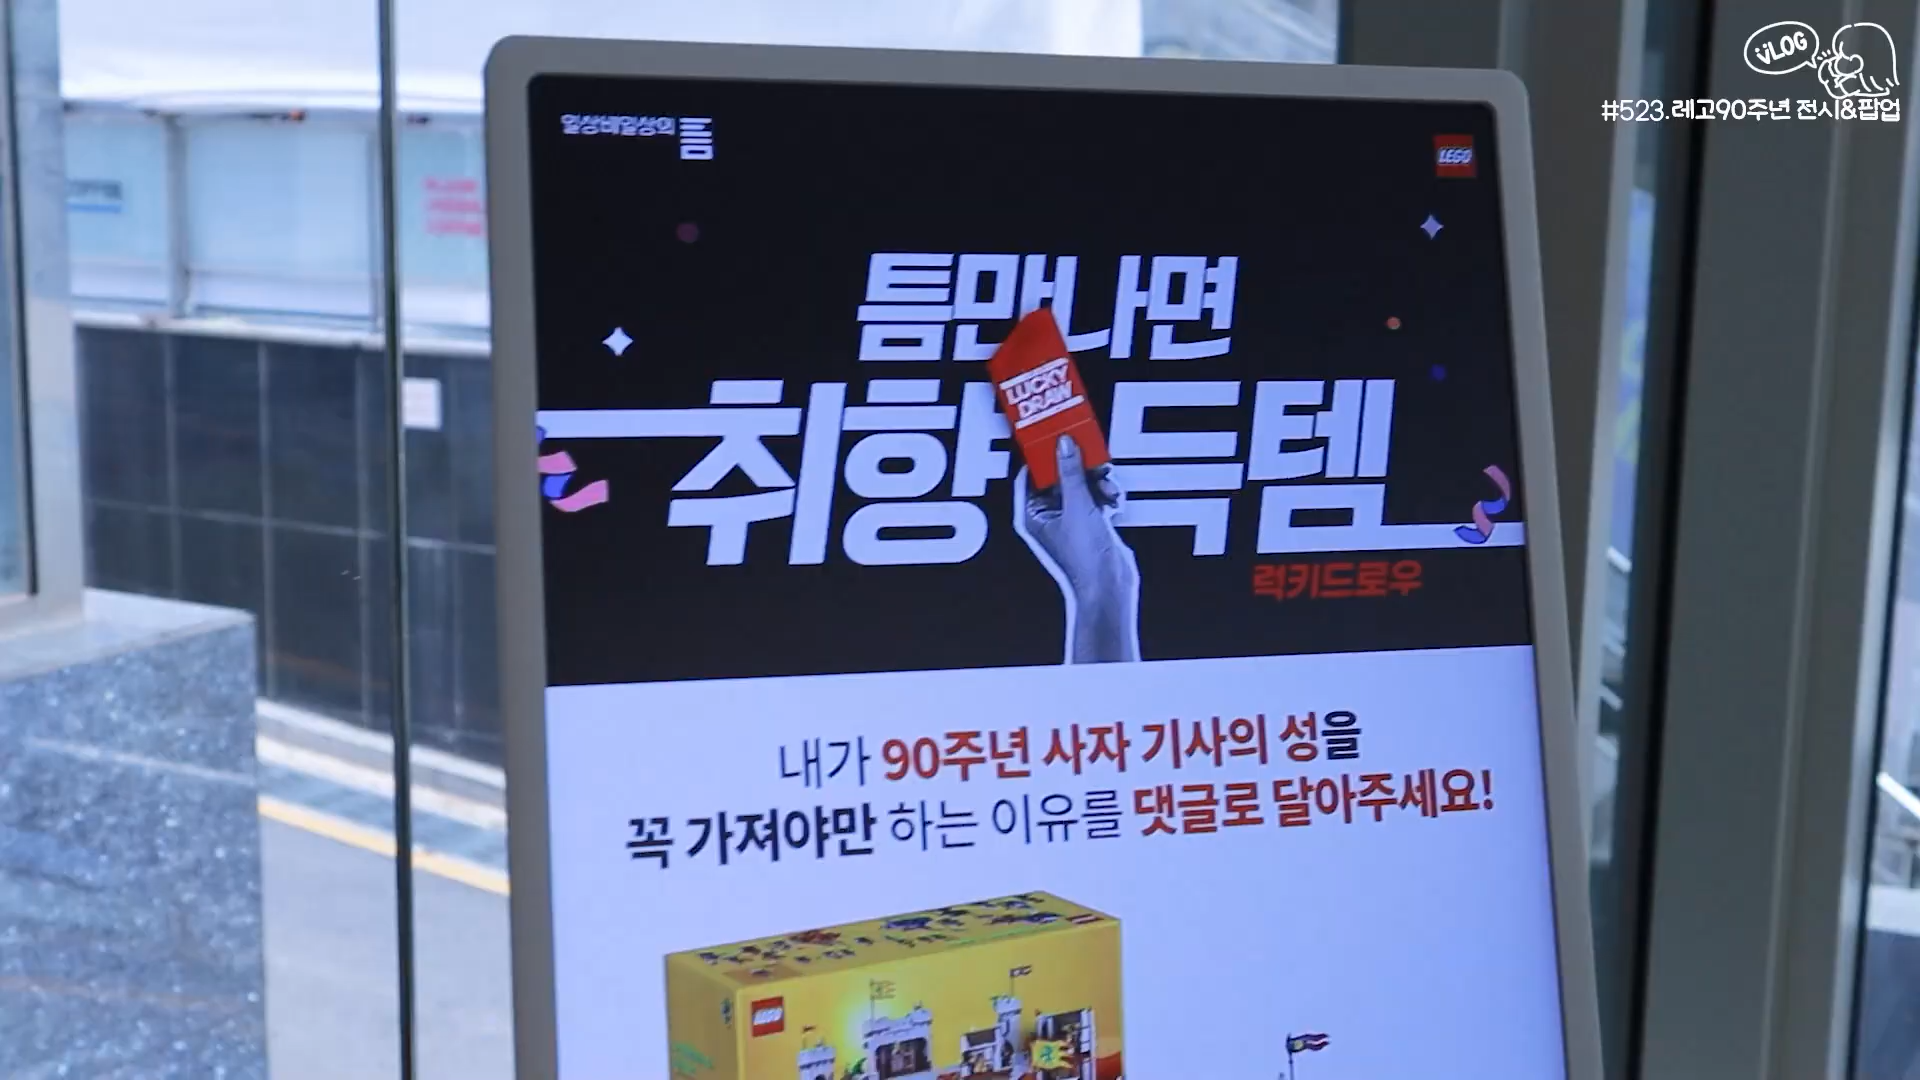 VLOG
#523.레고90주년 전시&팝업
일상비일상의 틈
LEGO
틈만나면
취향 득템
LUCKY
DRAW
럭키드로우
내가 90주년 사자 기사의 성을
꼭 가져야만 하는 이유를 댓글로 달아주세요!
LEGO